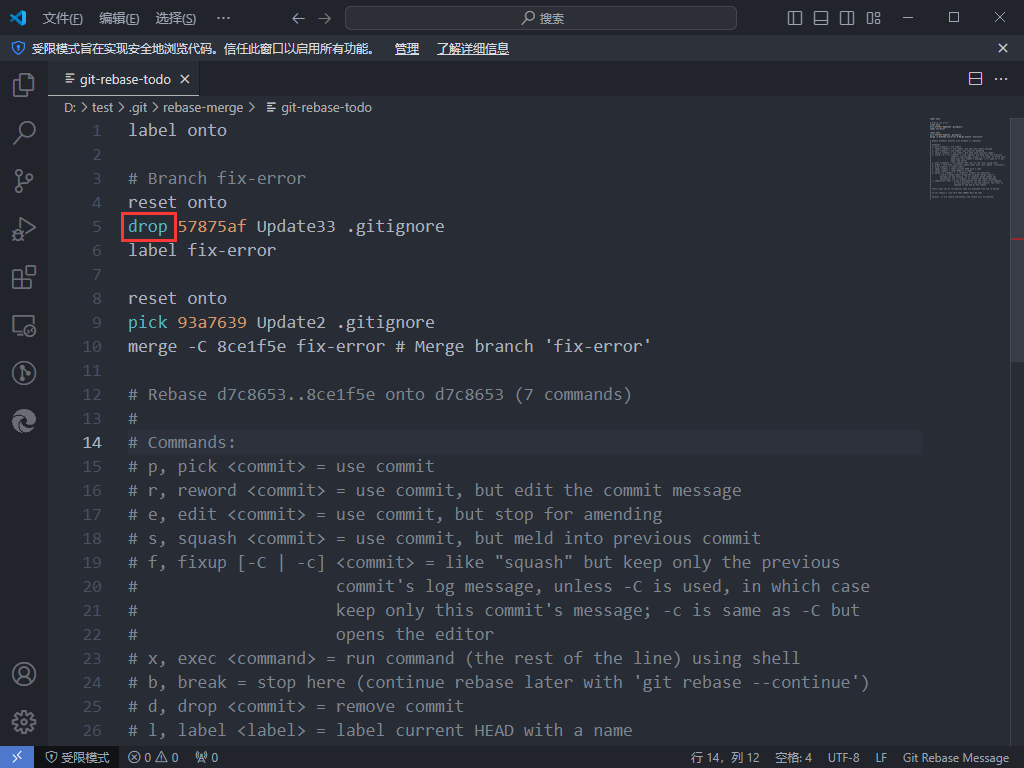 文件(F) 编辑(E) 选择(S) ··· 搜索
受限模式旨在实现安全地浏览代码。信任此窗口以启用所有功能。 管理 了解详细信息
git-rebase-todo
D: > test > .git > rebase-merge > git-rebase-todo
1 label onto
2
3 # Branch fix-error
4 reset onto
5 drop 57875af Update33 .gitignore
6 label fix-error
7
8 reset onto
9 pick 93a7639 Update2 .gitignore
10 merge -C 8ce1f5e fix-error # Merge branch 'fix-error'
11
12 # Rebase d7c8653..8ce1f5e onto d7c8653 (7 commands)
13 #
14 # Commands:
15 # p, pick <commit> = use commit
16 # r, reword <commit> = use commit, but edit the commit message
17 # e, edit <commit> = use commit, but stop for amending
18 # s, squash <commit> = use commit, but meld into previous commit
19 # f, fixup [-C | -c] <commit> = like "squash" but keep only the previous
20 # commit's log message, unless -C is used, in which case
21 # keep only this commit's message; -c is same as -C but
22 # opens the editor
23 # x, exec <command> = run command (the rest of the line) using shell
24 # b, break = stop here (continue rebase later with 'git rebase --continue')
25 # d, drop <commit> = remove commit
26 # l, label <label> = label current HEAD with a name
受限模式 0 0 0 行 14，列 12 空格: 4 UTF-8 LF Git Rebase Message